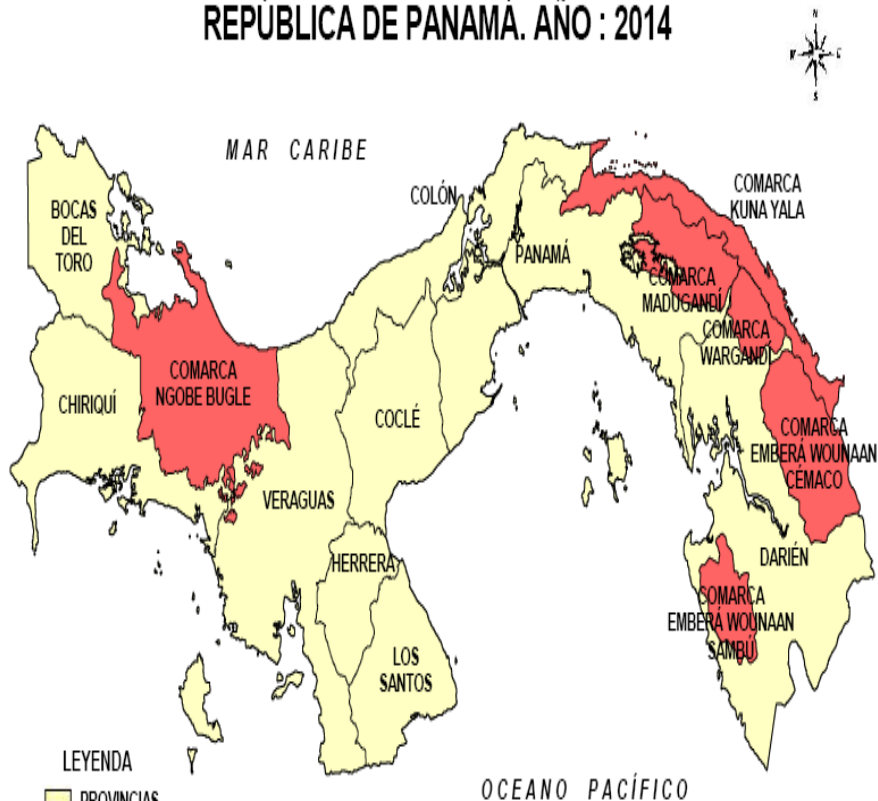 REPÚBLICA DE PANAMÁ. AÑO : 2014
N
S
MAR CARIBE
COLÓN
COMARCA
KUNA YALA
BOCAS
DEL
TORO
PANAMÁ
COMARCA
MADUGANDÍ
COMARCA
WARGANDÍ
COMARCA
NGOBE BUGLE
CHIRIQUÍ
COCLÉ
COMARCA
EMBERÁ WOUNAAN
CÉMACO
VERAGUAS
HERRERA
DARIÉN
COMARCA
EMBERÁ WOUNAAN
SAMBÚ
LOS
SANTOS
LEYENDA
PROVINCIAS
OCEANO PACÍFICO